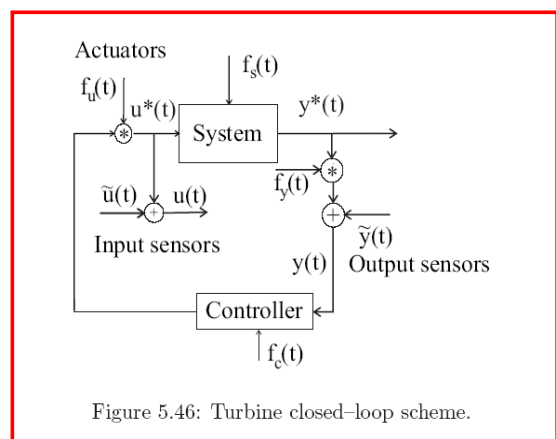 Actuators
f_u(t)
f_s(t)
u*(t)
y*(t)
*
System
*
f_y(t)
ũ(t)
u(t)
+
+
ỹ(t)
Input sensors
y(t)
Output sensors
Controller
f_c(t)
Figure 5.46: Turbine closed–loop scheme.